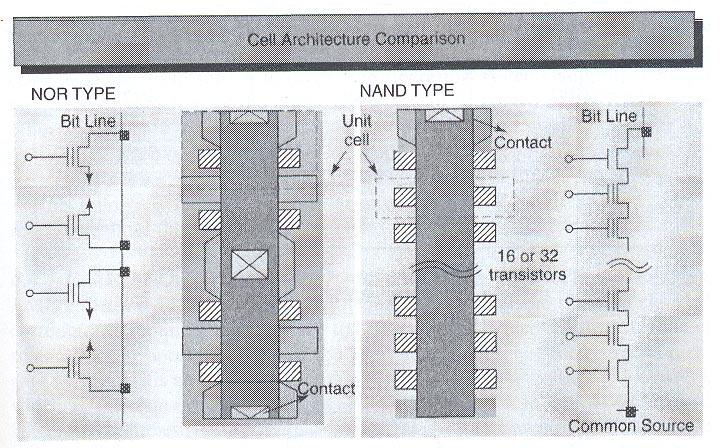 Cell Architecture Comparison
NOR TYPE
NAND TYPE
Bit Line
Unit
cell
Contact
Bit Line
16 or 32
transistors
Contact
Common Source